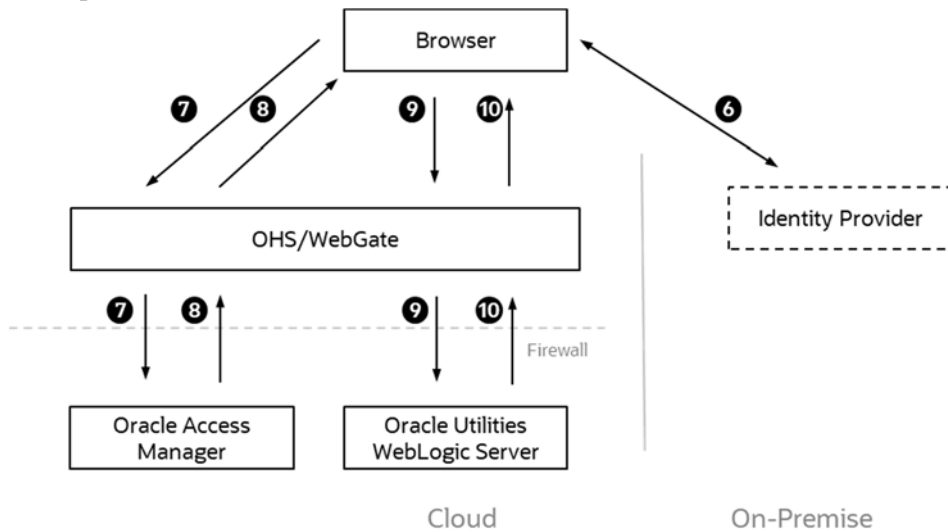 Browser
7
8
9
10
6
OHS/WebGate
Identity Provider
7
8
9
10
Firewall
Oracle Access
Manager
Oracle Utilities
WebLogic Server
Cloud
On-Premise